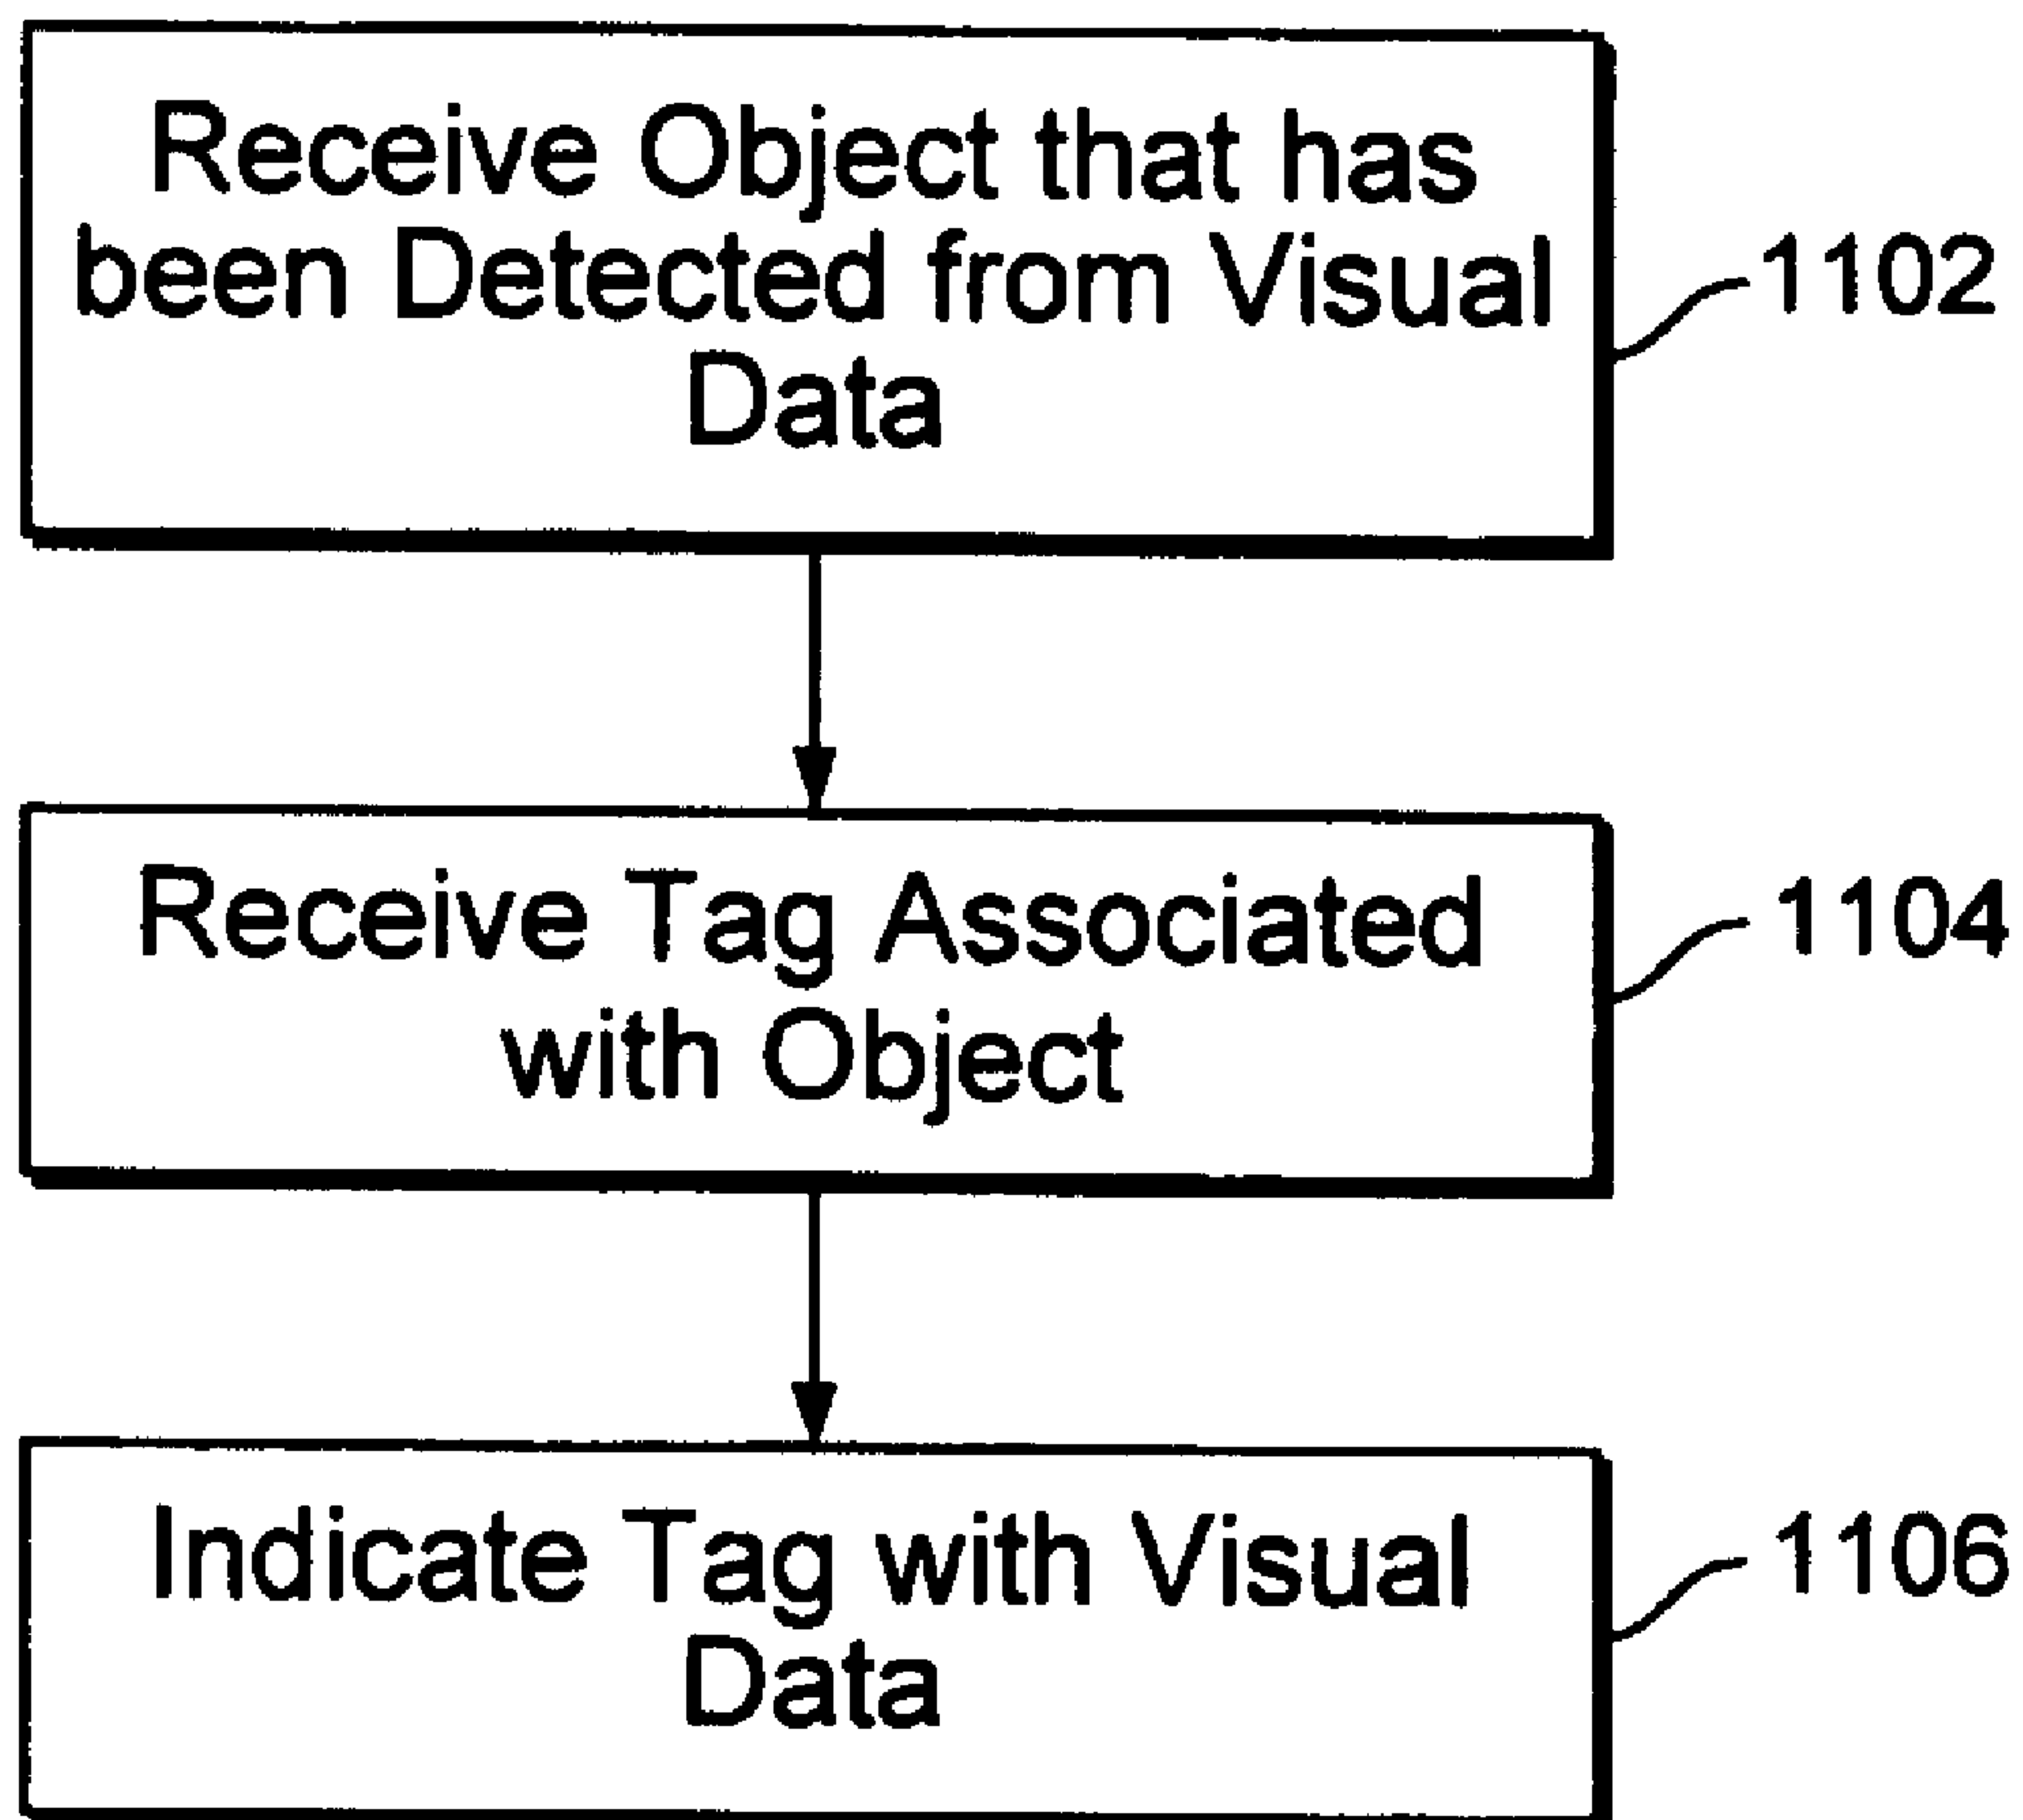 Receive Object that has
been Detected from Visual
Data
1102
Receive Tag Associated
with Object
1104
Indicate Tag with Visual
Data
1106